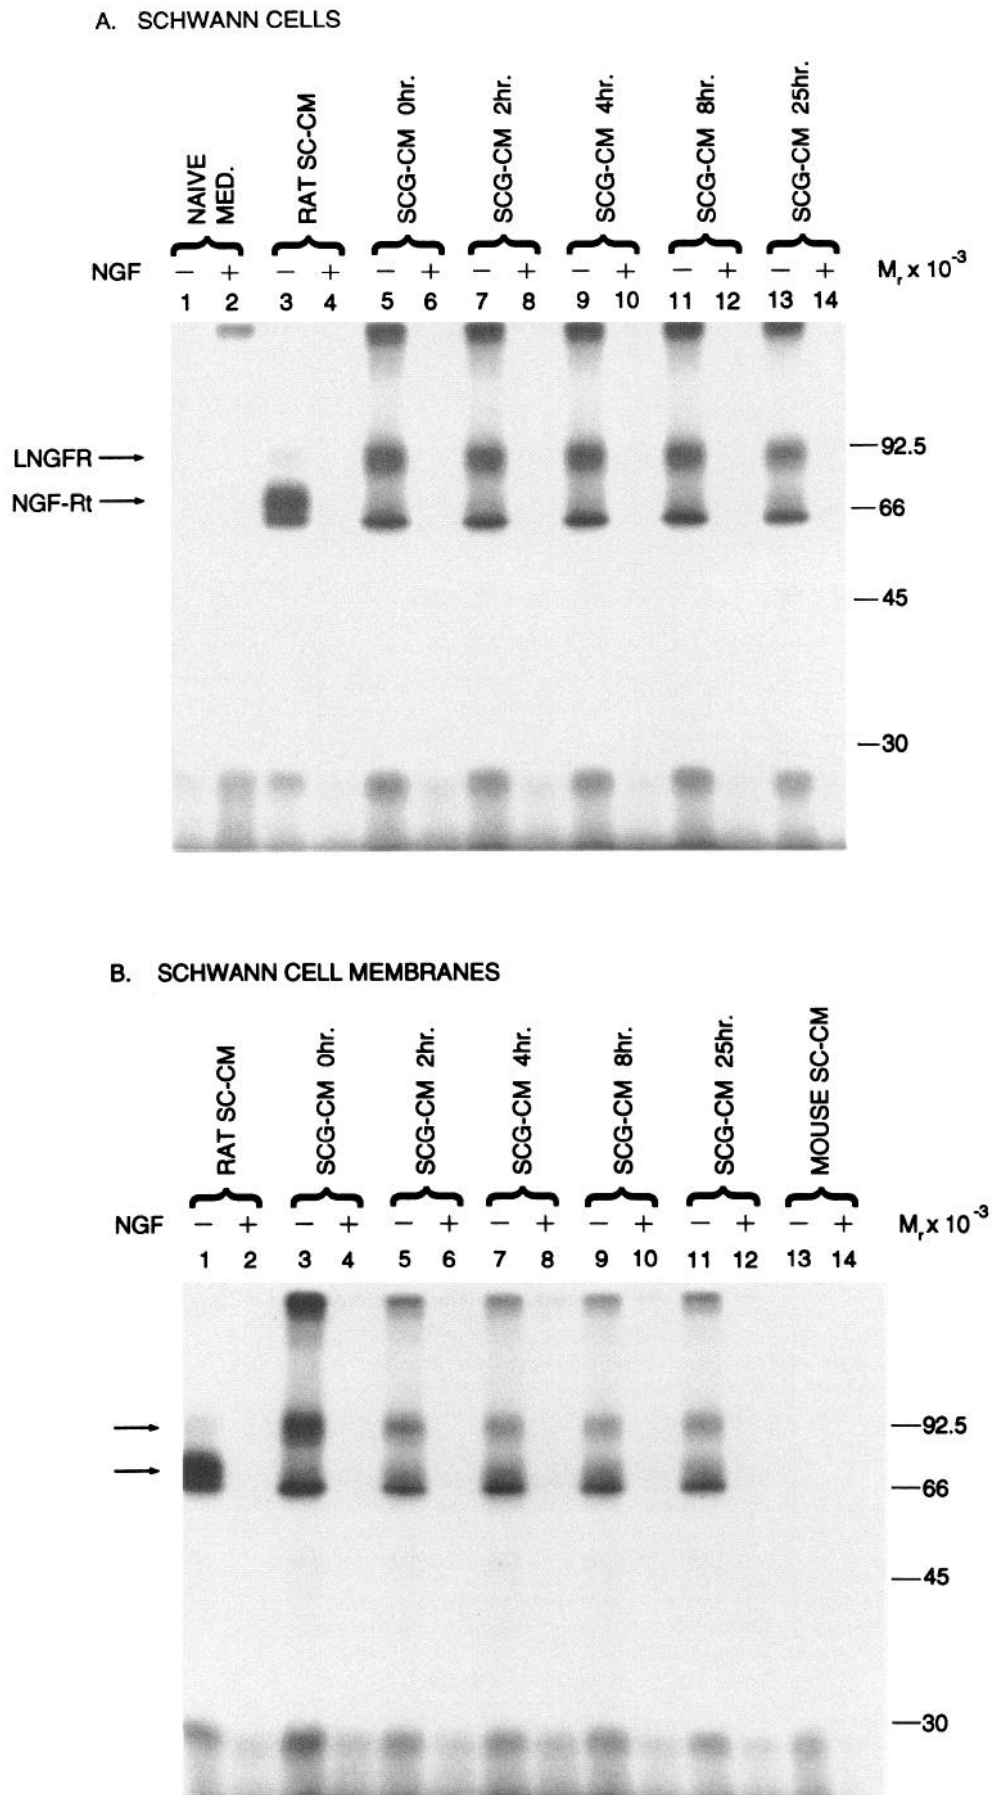 A. SCHWANN CELLS
NAIVE MED.
RAT SC-CM
SCG-CM 0hr.
SCG-CM 2hr.
SCG-CM 4hr.
SCG-CM 8hr.
SCG-CM 25hr.
NGF − + − + − + − + − + − + − + Mr x 10-3
1 2 3 4 5 6 7 8 9 10 11 12 13 14
LNGFR
NGF-Rt
92.5
66
45
30
B. SCHWANN CELL MEMBRANES
RAT SC-CM
SCG-CM 0hr.
SCG-CM 2hr.
SCG-CM 4hr.
SCG-CM 8hr.
SCG-CM 25hr.
MOUSE SC-CM
NGF − + − + − + − + − + − + − + Mr x 10-3
1 2 3 4 5 6 7 8 9 10 11 12 13 14
92.5
66
45
30